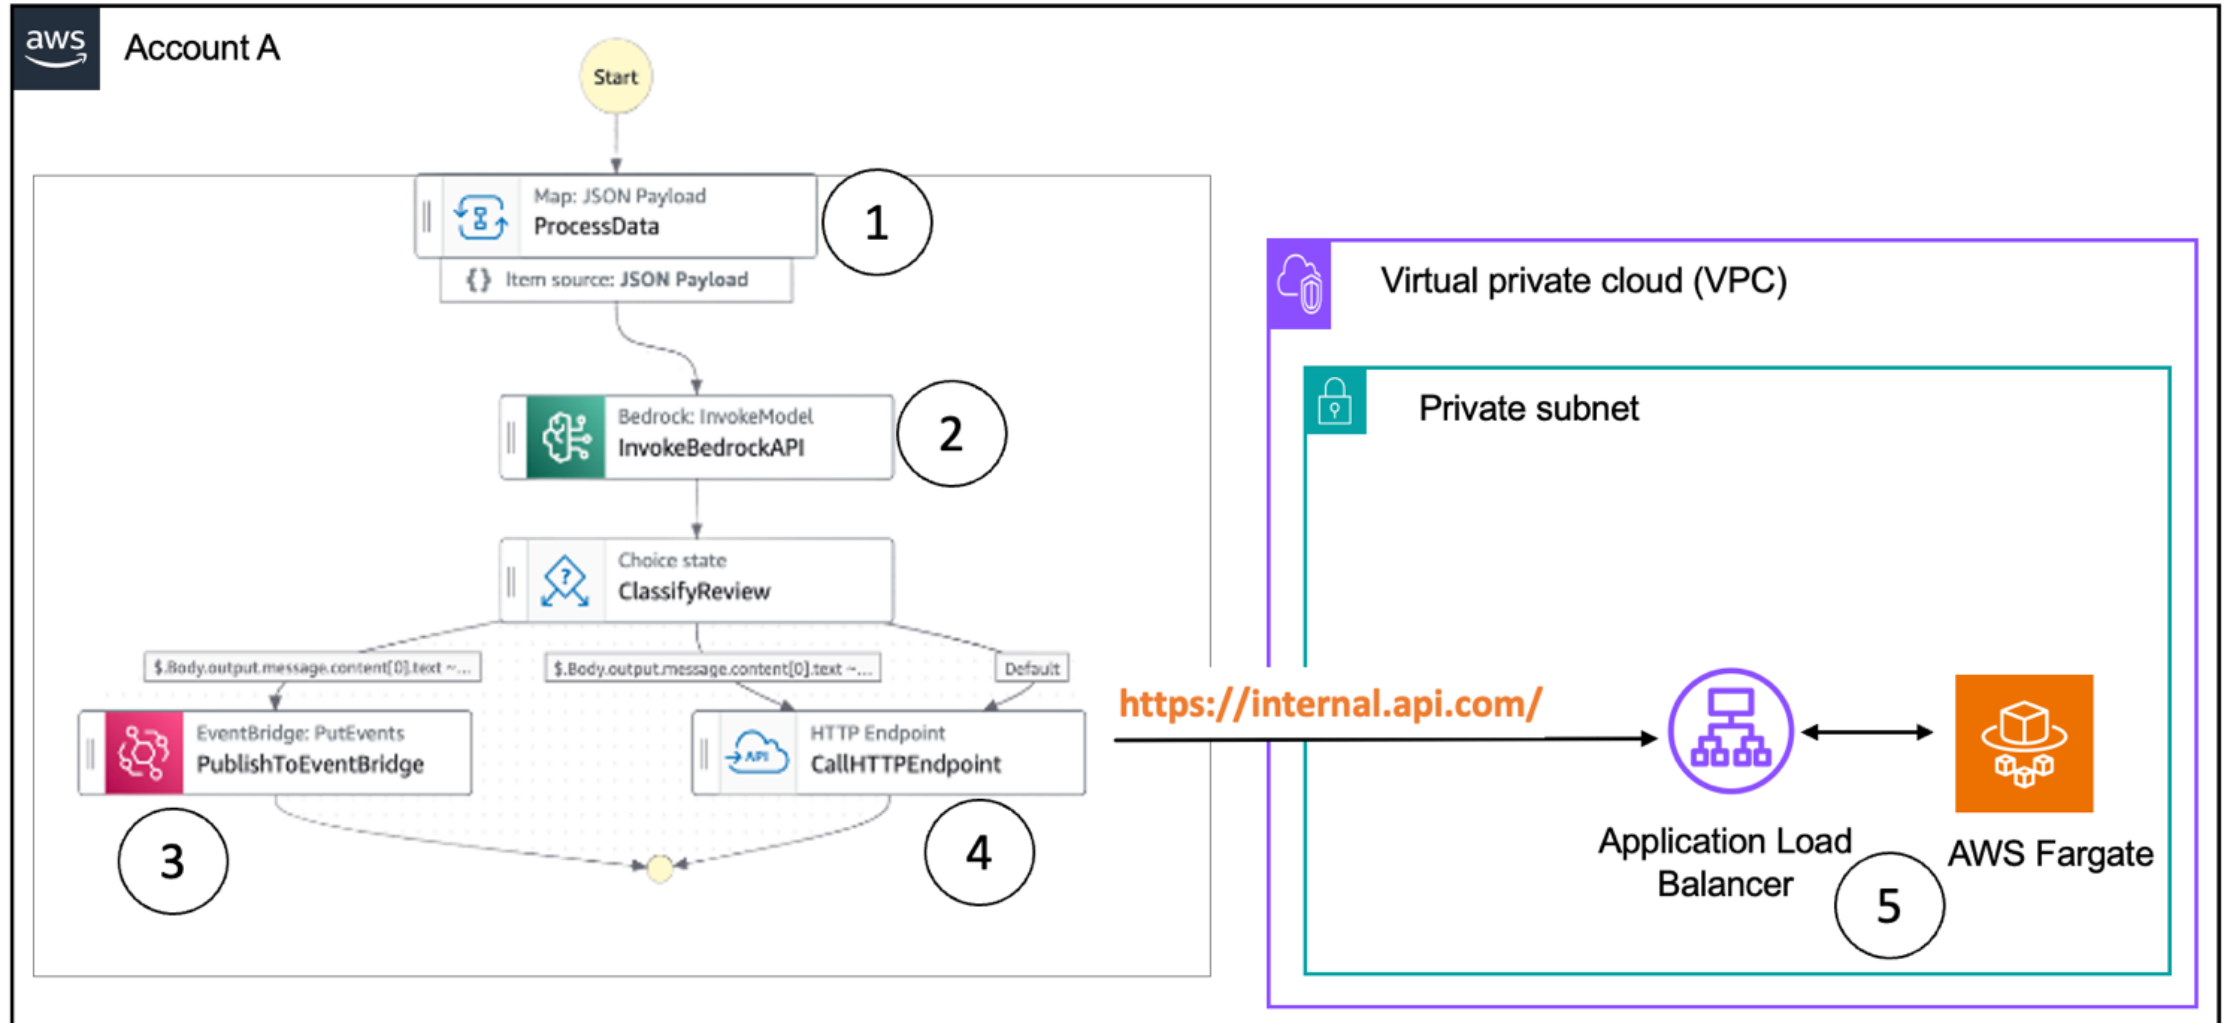 aws
Account A
Start
Map: JSON Payload
ProcessData
1
{} Item source: JSON Payload
Virtual private cloud (VPC)
Private subnet
Bedrock: InvokeModel
InvokeBedrockAPI
2
Choice state
ClassifyReview
?
$.Body.output.message.content[0].text ~...
$.Body.output.message.content[0].text ~...
Default
https://internal.api.com/
EventBridge: PutEvents
PublishToEventBridge
API
HTTP Endpoint
CallHTTPEndpoint
3
4
Application Load
Balancer
AWS Fargate
5